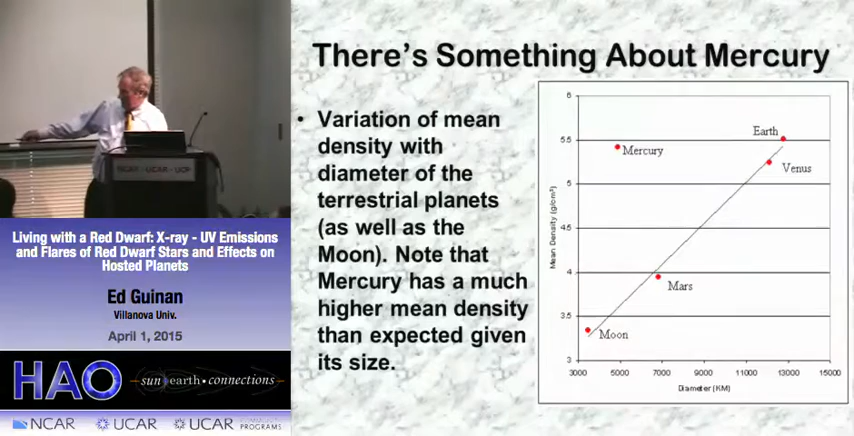 There's Something About Mercury
• Variation of mean
density with
diameter of the
terrestrial planets
(as well as the
Moon). Note that
Mercury has a much
higher mean density
than expected given
its size.
6
5.5
5
4.5
4
3.5
3
Mean Density (g/cm³)
Earth
Mercury
Venus
Mars
Moon
3000 5000 7000 9000 11000 13000 15000
Diameter (KM)
NCAR · UCAR · UCP
Living with a Red Dwarf: X-ray - UV Emissions
and Flares of Red Dwarf Stars and Effects on
Hosted Planets
Ed Guinan
Villanova Univ.
April 1, 2015
HAO
sun earth • connections
NCAR
UCAR
UCAR
PROGRAMS